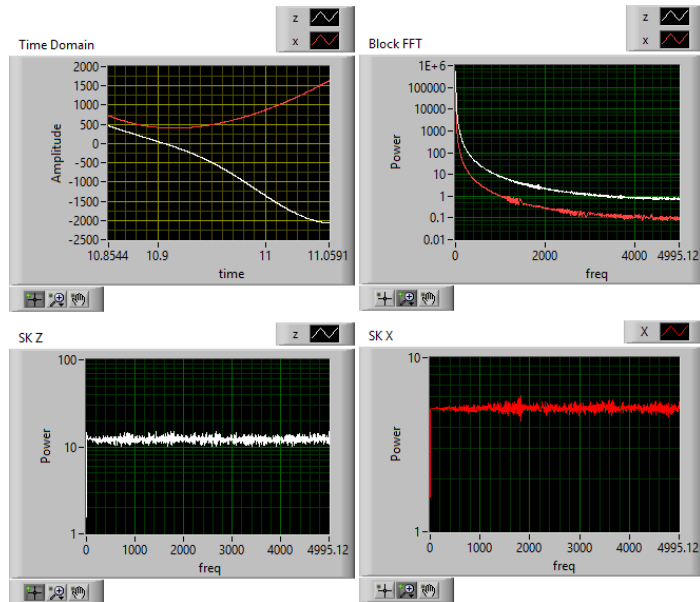 z
x
Time Domain
2000
1500
1000
500
0
-500
-1000
-1500
-2000
-2500
Amplitude
10.8544
10.9
11
11.0591
time
z
x
Block FFT
1E+6
100000
10000
1000
100
10
1
0.1
0.01
Power
0
2000
4000
4995.12
freq
z
SK Z
100
10
1
Power
0
1000
2000
3000
4995.12
freq
X
SK X
10
1
Power
0
1000
2000
3000
4995.12
freq